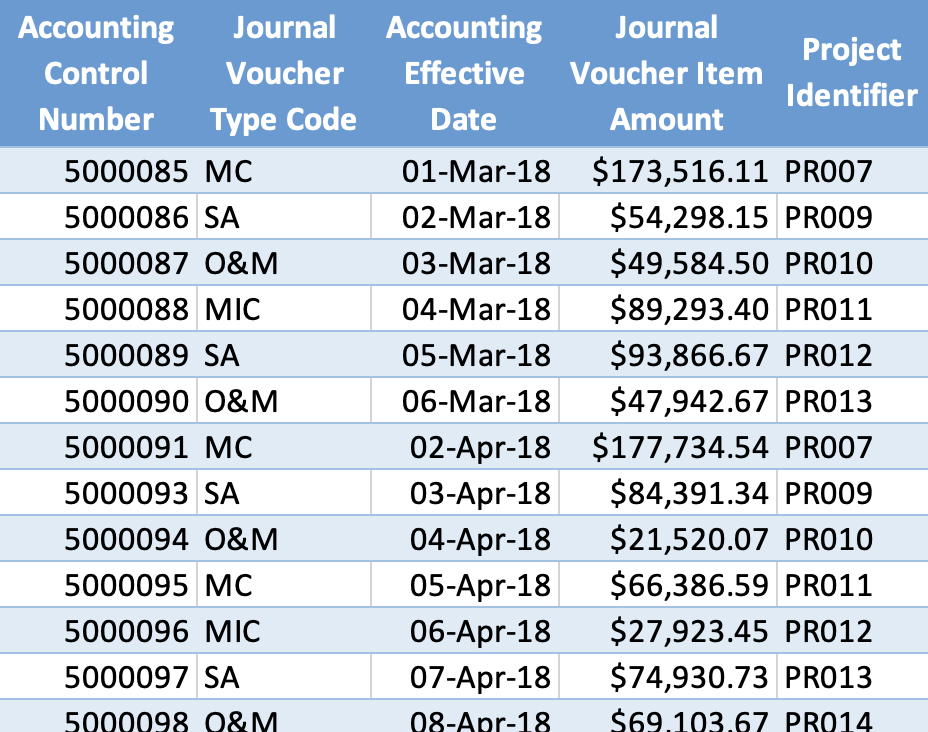 Accounting Control Number Journal Voucher Type Code Accounting Effective Date Journal Voucher Item Amount Project Identifier
5000085 MC 01-Mar-18 $173,516.11 PR007
5000086 SA 02-Mar-18 $54,298.15 PR009
5000087 O&M 03-Mar-18 $49,584.50 PR010
5000088 MIC 04-Mar-18 $89,293.40 PR011
5000089 SA 05-Mar-18 $93,866.67 PR012
5000090 O&M 06-Mar-18 $47,942.67 PR013
5000091 MC 02-Apr-18 $177,734.54 PR007
5000093 SA 03-Apr-18 $84,391.34 PR009
5000094 O&M 04-Apr-18 $21,520.07 PR010
5000095 MC 05-Apr-18 $66,386.59 PR011
5000096 MIC 06-Apr-18 $27,923.45 PR012
5000097 SA 07-Apr-18 $74,930.73 PR013
5000098 O&M 08-Apr-18 $69,103.67 PR014